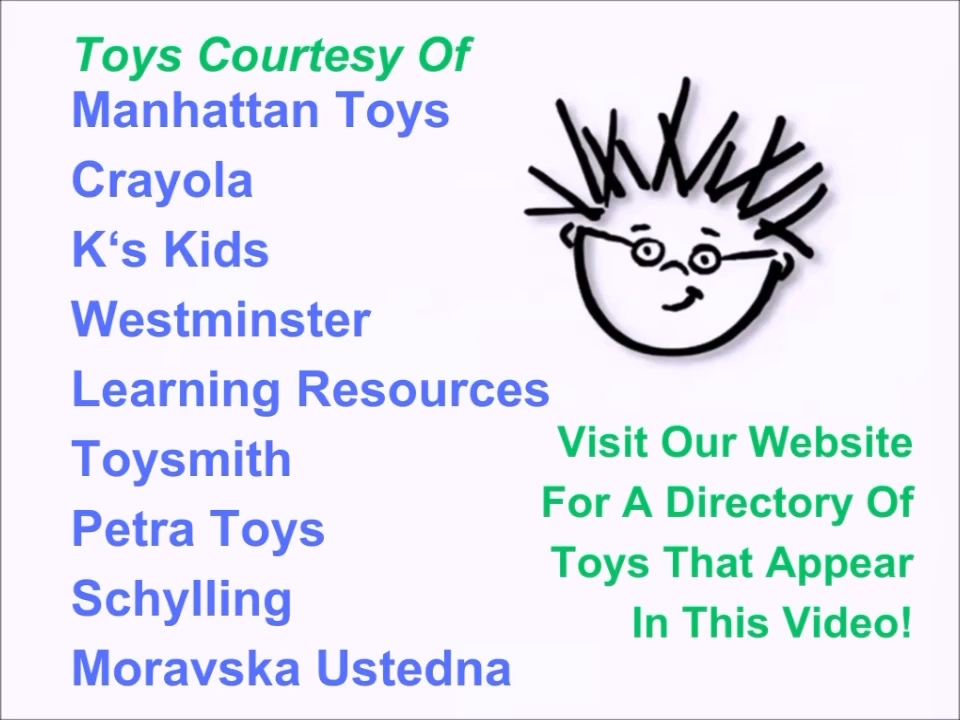 Toys Courtesy Of
Manhattan Toys
Crayola
K‘s Kids
Westminster
Learning Resources
Toysmith
Petra Toys
Schylling
Moravska Ustedna
Visit Our Website
For A Directory Of
Toys That Appear
In This Video!